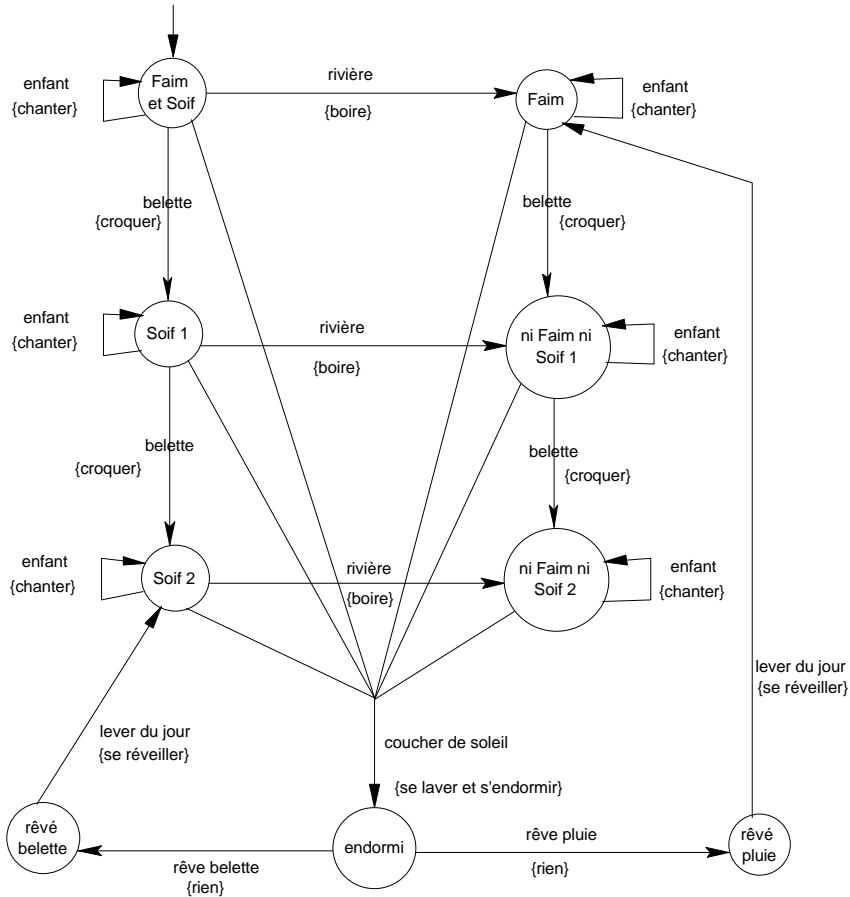 enfant
{chanter}
Faim
et Soif
rivière
{boire}
Faim
enfant
{chanter}
belette
{croquer}
belette
{croquer}
enfant
{chanter}
Soif 1
rivière
{boire}
ni Faim ni
Soif 1
enfant
{chanter}
belette
{croquer}
belette
{croquer}
enfant
{chanter}
Soif 2
rivière
{boire}
ni Faim ni
Soif 2
enfant
{chanter}
lever du jour
{se réveiller}
lever du jour
{se réveiller}
coucher de soleil
{se laver et s'endormir}
rêvé
belette
rêve belette
{rien}
endormi
rêve pluie
{rien}
rêvé
pluie